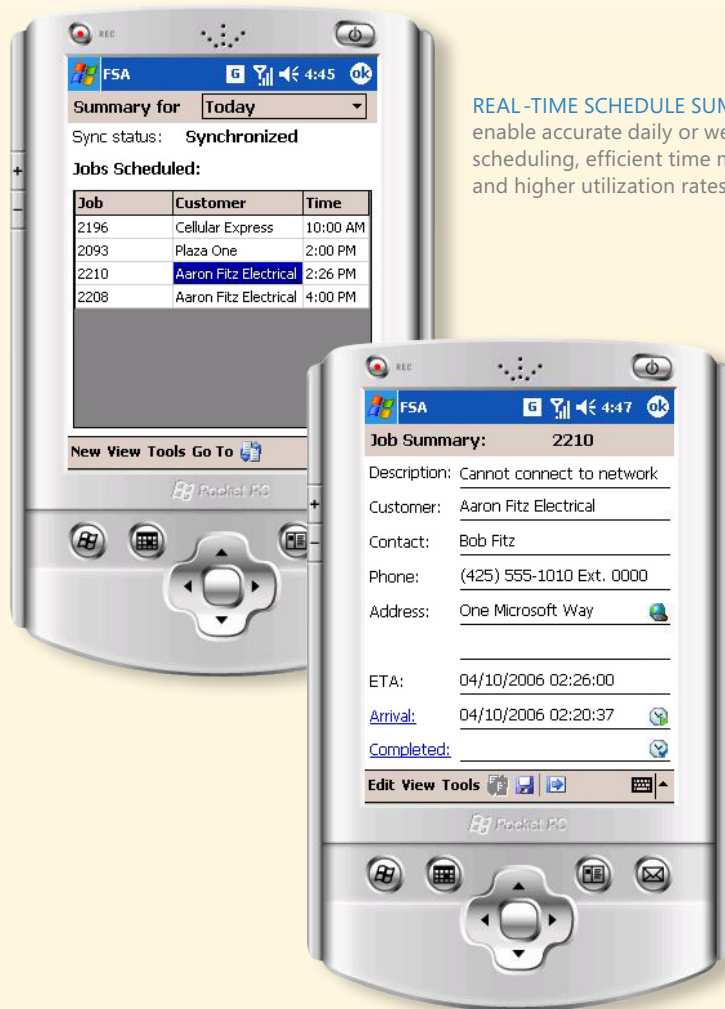 REC
FSA G 4:45 ok
Summary for Today
Sync status: Synchronized
Jobs Scheduled:
Job Customer Time
2196 Cellular Express 10:00 AM
2093 Plaza One 2:00 PM
2210 Aaron Fitz Electrical 2:26 PM
2208 Aaron Fitz Electrical 4:00 PM
New View Tools Go To
Pocket PC
REAL-TIME SCHEDULE
enable accurate daily or
scheduling, efficient time
and higher utilization rates
REC
FSA G 4:47 ok
Job Summary: 2210
Description: Cannot connect to network
Customer: Aaron Fitz Electrical
Contact: Bob Fitz
Phone: (425) 555-1010 Ext. 0000
Address: One Microsoft Way
ETA: 04/10/2006 02:26:00
Arrival: 04/10/2006 02:20:37
Completed:
Edit View Tools
Pocket PC